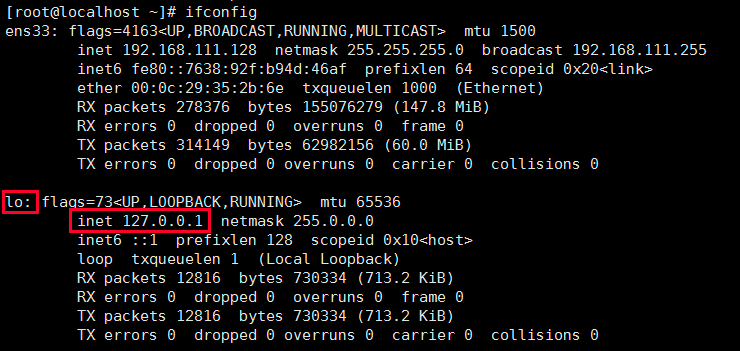 [root@localhost ~]# ifconfig
ens33: flags=4163<UP,BROADCAST,RUNNING,MULTICAST>  mtu 1500
        inet 192.168.111.128  netmask 255.255.255.0  broadcast 192.168.111.255
        inet6 fe80::7638:92f:b94d:46af  prefixlen 64  scopeid 0x20<link>
        ether 00:0c:29:35:2b:6e  txqueuelen 1000  (Ethernet)
        RX packets 278376  bytes 155076279 (147.8 MiB)
        RX errors 0  dropped 0  overruns 0  frame 0
        TX packets 314149  bytes 62982156 (60.0 MiB)
        TX errors 0  dropped 0 overruns 0  carrier 0  collisions 0
lo: flags=73<UP,LOOPBACK,RUNNING>  mtu 65536
        inet 127.0.0.1  netmask 255.0.0.0
        inet6 ::1  prefixlen 128  scopeid 0x10<host>
        loop  txqueuelen 1  (Local Loopback)
        RX packets 12816  bytes 730334 (713.2 KiB)
        RX errors 0  dropped 0  overruns 0  frame 0
        TX packets 12816  bytes 730334 (713.2 KiB)
        TX errors 0  dropped 0 overruns 0  carrier 0  collisions 0